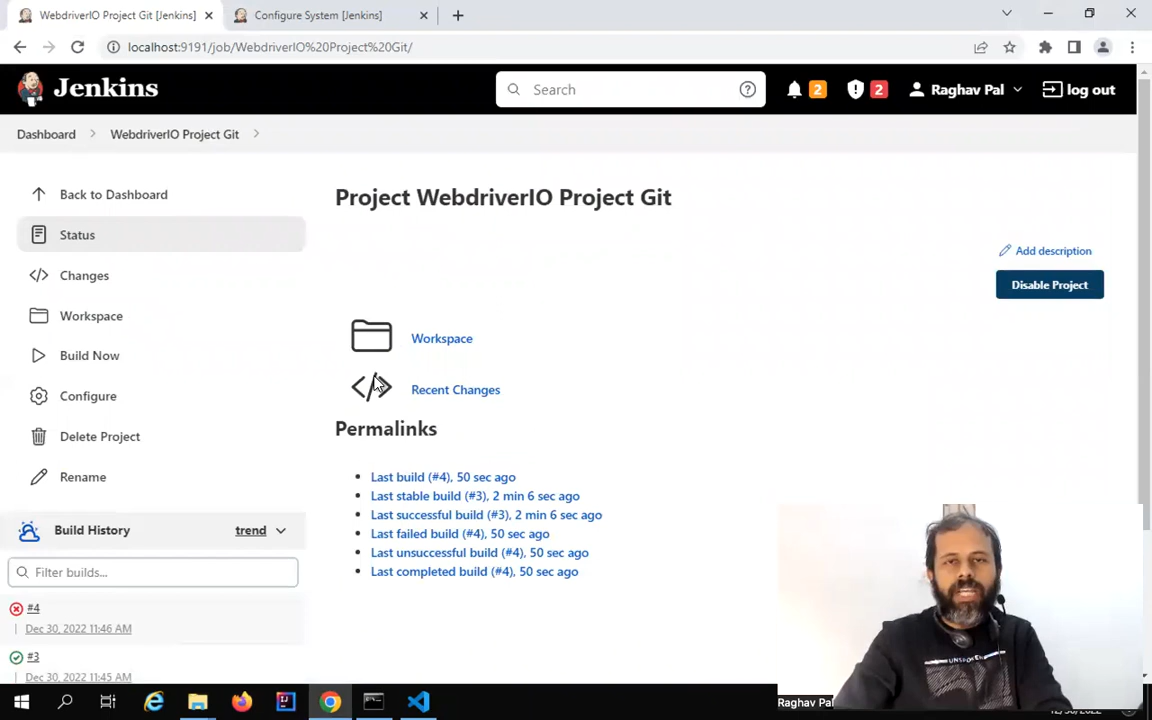 WebdriverIO Project Git [Jenkins]
Configure System [Jenkins]
localhost:9191/job/WebdriverIO%20Project%20Git/
Jenkins
Search
2
2
Raghav Pal
log out
Dashboard
WebdriverIO Project Git
Back to Dashboard
Status
Changes
Workspace
Build Now
Configure
Delete Project
Rename
Build History
trend
Filter builds...
#4
Dec 30, 2022 11:46 AM
#3
Dec 30, 2022 11:45 AM
Project WebdriverIO Project Git
Add description
Disable Project
Workspace
Recent Changes
Permalinks
Last build (#4), 50 sec ago
Last stable build (#3), 2 min 6 sec ago
Last successful build (#3), 2 min 6 sec ago
Last failed build (#4), 50 sec ago
Last unsuccessful build (#4), 50 sec ago
Last completed build (#4), 50 sec ago
Raghav Pal